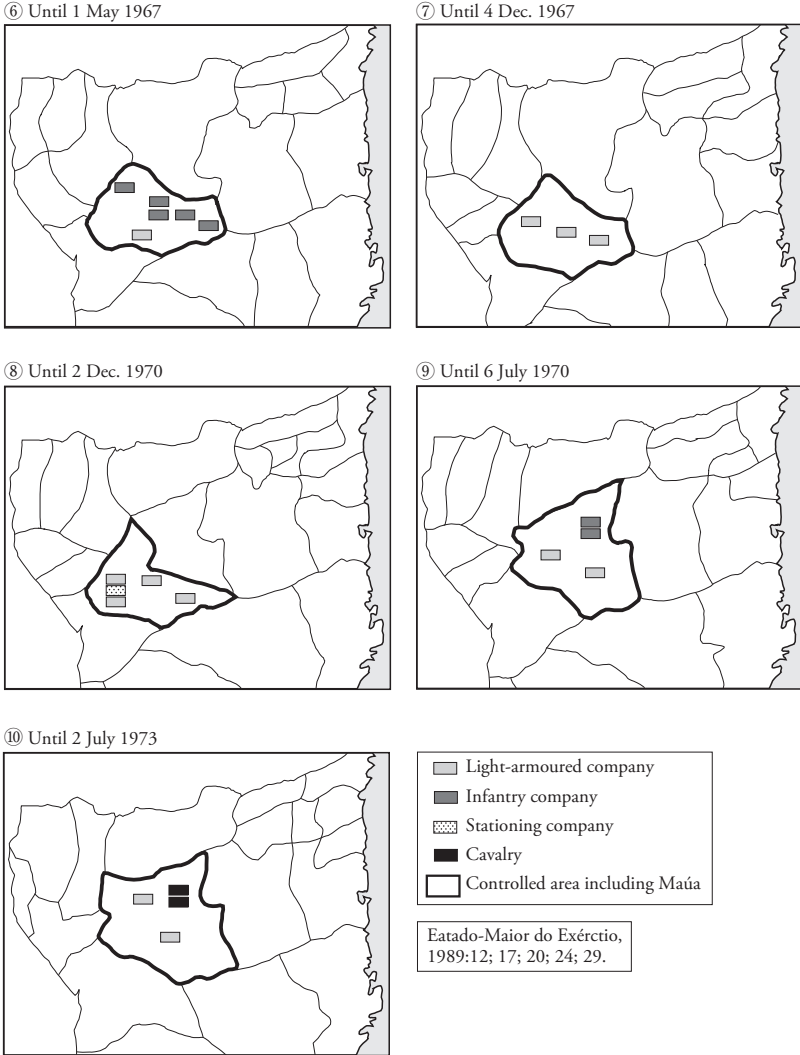 ⑥ Until 1 May 1967
⑦ Until 4 Dec. 1967
⑧ Until 2 Dec. 1970
⑨ Until 6 July 1970
⑩ Until 2 July 1973
Light-armoured company
Infantry company
Stationing company
Cavalry
Controlled area including Maúa
Eatado-Maior do Exérctio,
1989:12; 17; 20; 24; 29.